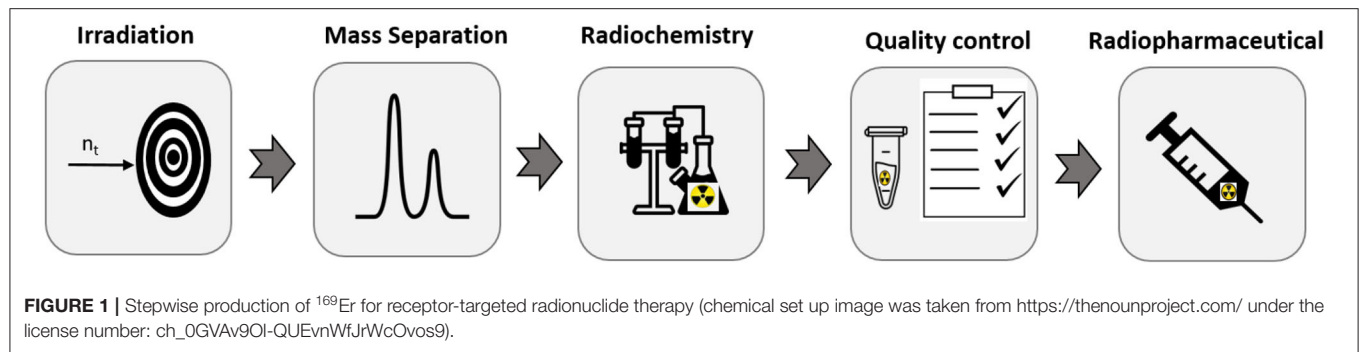 Irradiation
Mass Separation
Radiochemistry
Quality control
Radiopharmaceutical
nt
FIGURE 1 | Stepwise production of 169Er for receptor-targeted radionuclide therapy (chemical set up image was taken from https://thenounproject.com/ under the
license number: ch_0GVAv9Ol-QUEvnWfJrWcOvos9).